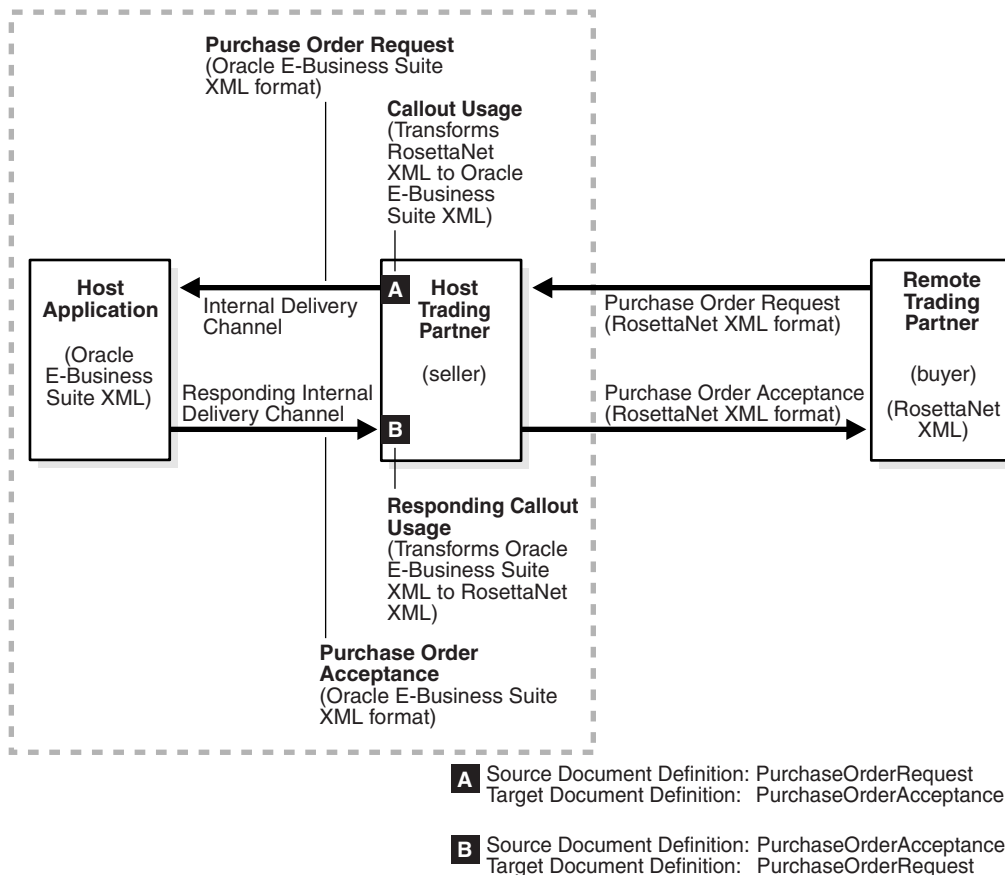 Purchase Order Request
(Oracle E-Business Suite
XML format)
Callout Usage
(Transforms
RosettaNet
XML to Oracle
E-Business
Suite XML)
Host
Application
(Oracle
E-Business
Suite XML)
Internal Delivery
Channel
Responding Internal
Delivery Channel
A
Host
Trading
Partner
(seller)
B
Purchase Order Request
(RosettaNet XML format)
Purchase Order Acceptance
(RosettaNet XML format)
Remote
Trading
Partner
(buyer)
(RosettaNet
XML)
Responding Callout
Usage
(Transforms Oracle
E-Business Suite
XML to RosettaNet
XML)
Purchase Order
Acceptance
(Oracle E-Business Suite
XML format)
A Source Document Definition: PurchaseOrderRequest
Target Document Definition: PurchaseOrderAcceptance
B Source Document Definition: PurchaseOrderAcceptance
Target Document Definition: PurchaseOrderRequest